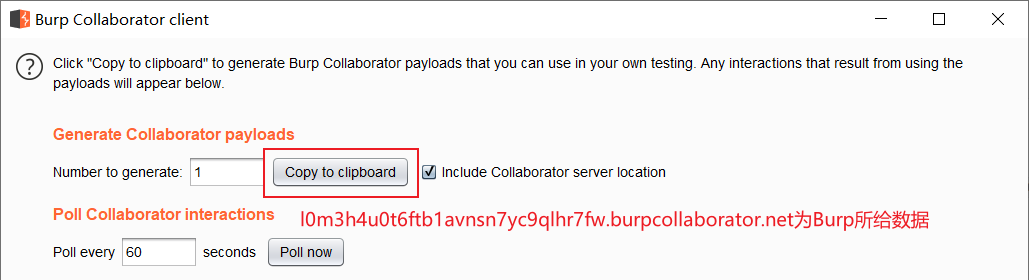 Burp Collaborator client
Click "Copy to clipboard" to generate Burp Collaborator payloads that you can use in your own testing. Any interactions that result from using the
payloads will appear below.
Generate Collaborator payloads
Number to generate: 1 Copy to clipboard Include Collaborator server location
Poll Collaborator interactions
l0m3h4u0t6ftb1avnsn7yc9qlhr7fw.burpcollaborator.net为Burp所给数据
Poll every 60 seconds Poll now